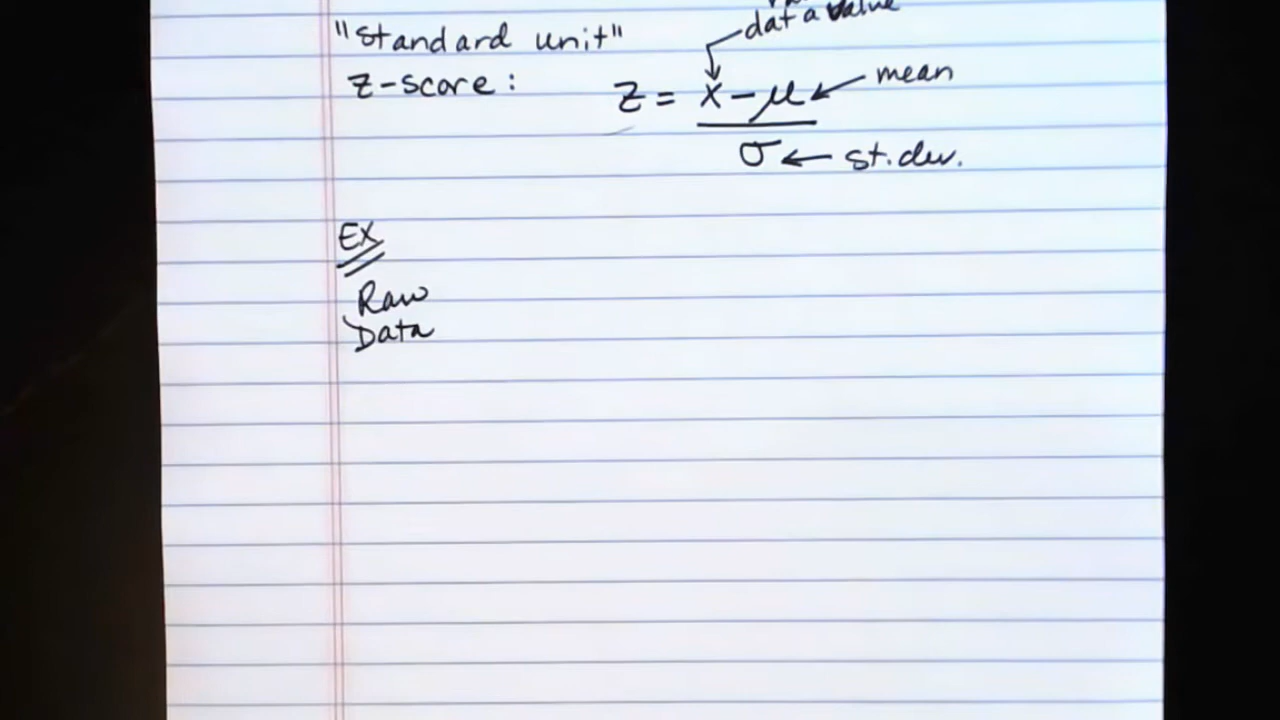 data value
"standard unit"
z-score: z = x - μ mean
σ ← st.dev.
EX
Raw
Data